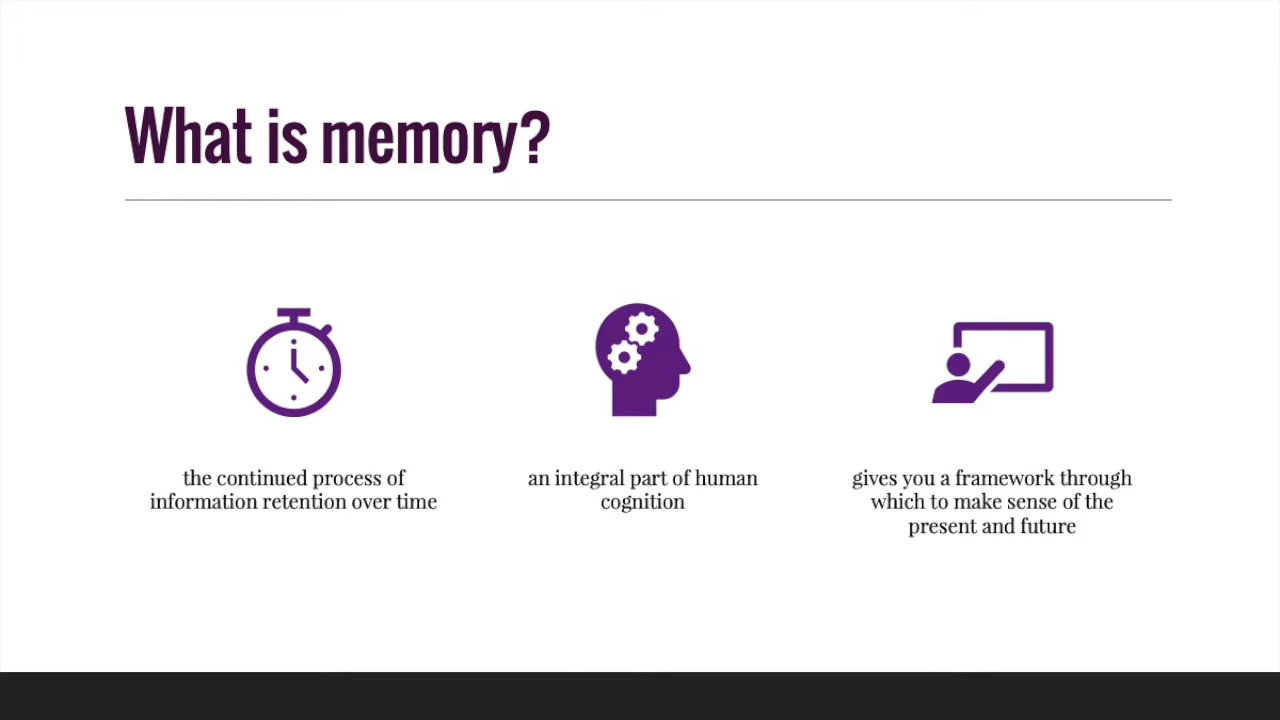 What is memory?
the continued process of
information retention over time
an integral part of human
cognition
gives you a framework through
which to make sense of the
present and future